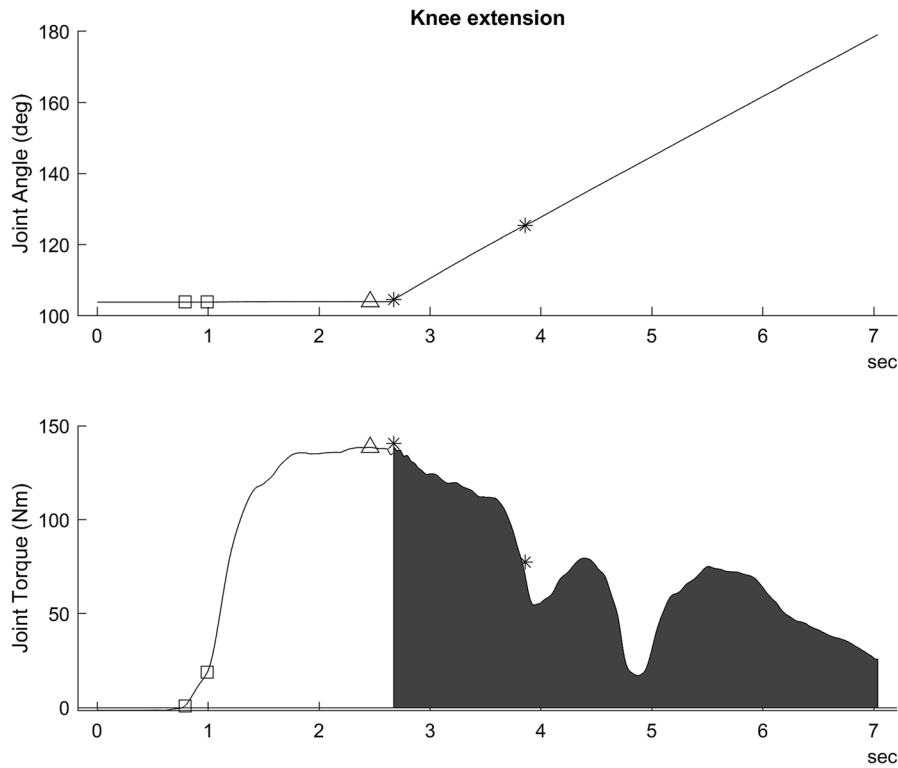 Knee extension
Joint Angle (deg)
180
160
140
120
100
0 1 2 3 4 5 6 7
sec
Joint Torque (Nm)
150
100
50
0
0 1 2 3 4 5 6 7
sec